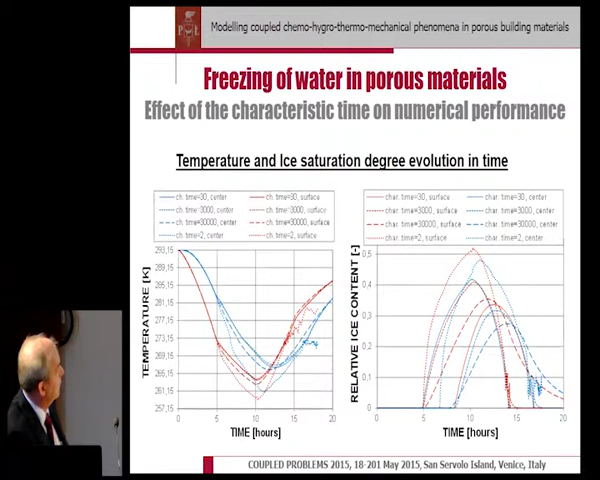 Modelling coupled chemo-hygro-thermo-mechanical phenomena in porous building materials
P Ł
Freezing of water in porous materials
Effect of the characteristic time on numerical performance
Temperature and Ice saturation degree evolution in time
ch. time=30, center
ch. time=30, surface
ch. time=3000, center
ch. time=3000, surface
ch. time=30000, center
ch. time=30000, surface
ch. time=2, center
ch. time=2, surface
293,15
289,15
285,15
281,15
277,15
273,15
269,15
265,15
261,15
257,15
TEMPERATURE [K]
0
5
10
15
20
TIME [hours]
char. time=30, surface
char. time=30, center
char. time=3000, surface
char. time=3000, center
char. time=30000, surface
char. time=30000, center
char. time=2, surface
char. time=2, center
0,5
0,4
0,3
0,2
0,1
0
RELATIVE ICE CONTENT [-]
0
5
10
15
20
TIME [hours]
COUPLED PROBLEMS 2015, 18-201 May 2015, San Servolo Island, Venice, Italy